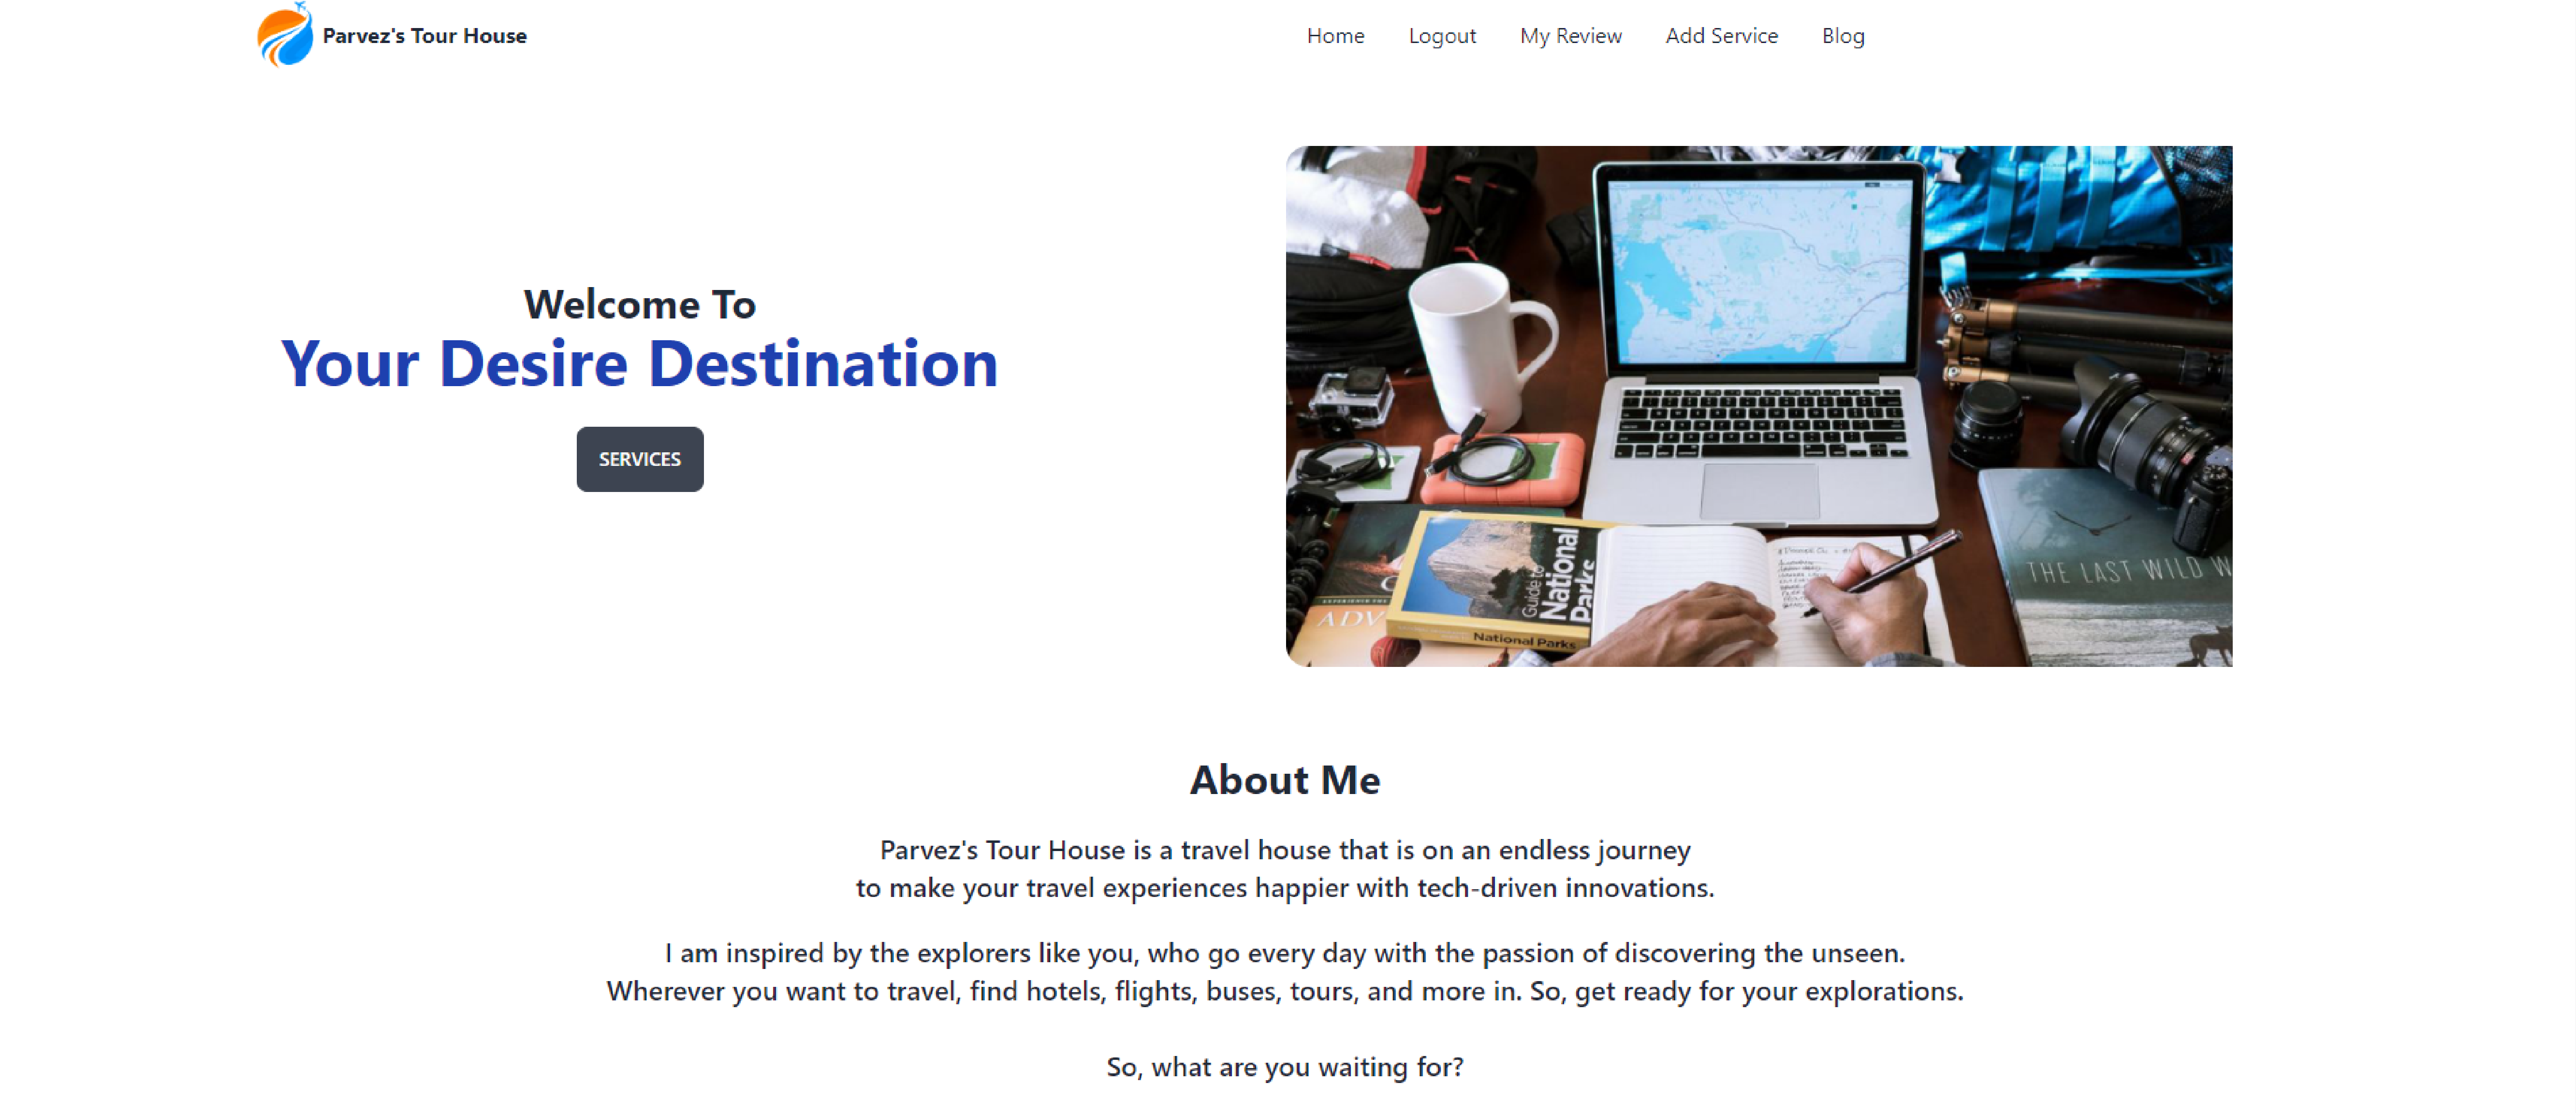 Parvez's Tour House
Home Logout My Review Add Service Blog
Welcome To
Your Desire Destination
SERVICES
Guide to
National
Parks
National Parks
EXPERIENCE THE
ADV
THE LAST WILD W
About Me
Parvez's Tour House is a travel house that is on an endless journey
to make your travel experiences happier with tech-driven innovations.
I am inspired by the explorers like you, who go every day with the passion of discovering the unseen.
Wherever you want to travel, find hotels, flights, buses, tours, and more in. So, get ready for your explorations.
So, what are you waiting for?